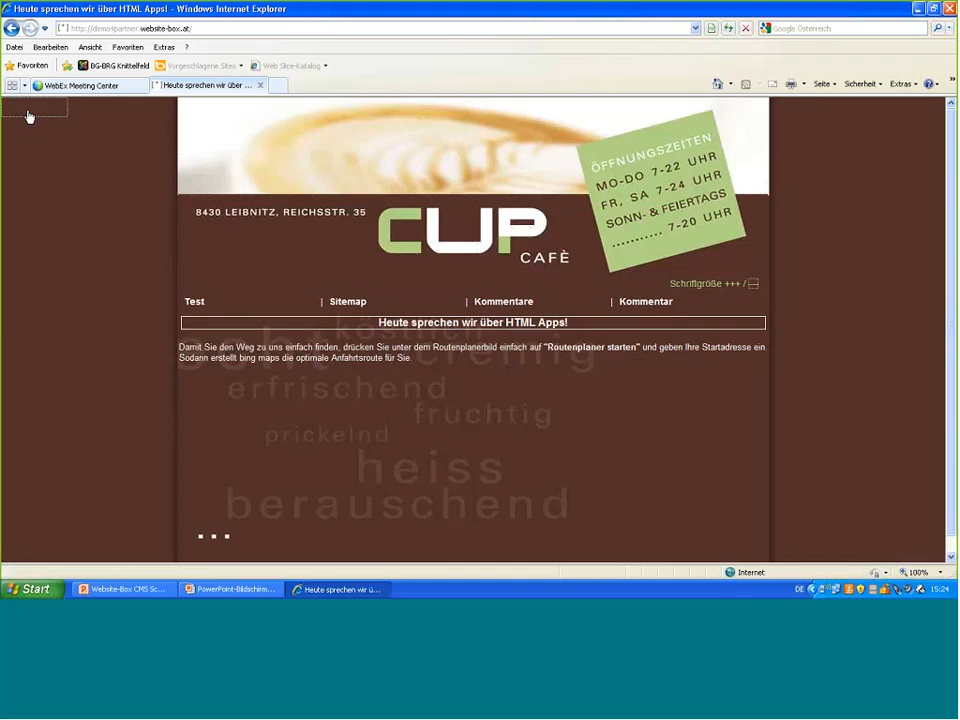 Heute sprechen wir über HTML Apps! - Windows Internet Explorer
http://demo4partner.website-box.at/
Google Österreich
Datei Bearbeiten Ansicht Favoriten Extras ?
Favoriten BG-BRG Knittelfeld Vorgeschlagene Sites Web Slice-Katalog
WebEx Meeting Center
Heute sprechen wir über ...
Seite Sicherheit Extras
ÖFFNUNGSZEITEN
MO-DO 7-22 UHR
FR, SA 7-24 UHR
SONN- & FEIERTAGS
........... 7-20 UHR
8430 LEIBNITZ, REICHSSTR. 35
CUP
CAFÈ
Schriftgröße +++ / ---
Test | Sitemap | Kommentare | Kommentar
Heute sprechen wir über HTML Apps!
köstlich
echt cremig
Damit Sie den Weg zu uns einfach finden, drücken Sie unter dem Routenplanerbild einfach auf "Routenplaner starten" und geben Ihre Startadresse ein.
Sodann erstellt bing maps die optimale Anfahrtsroute für Sie.
erfrischend
fruchtig
prickelnd
heiss
berauschend
...
Internet 100%
Start Website-Box CMS Sc... PowerPoint-Bildschirm... Heute sprechen wir ü... DE 15:24